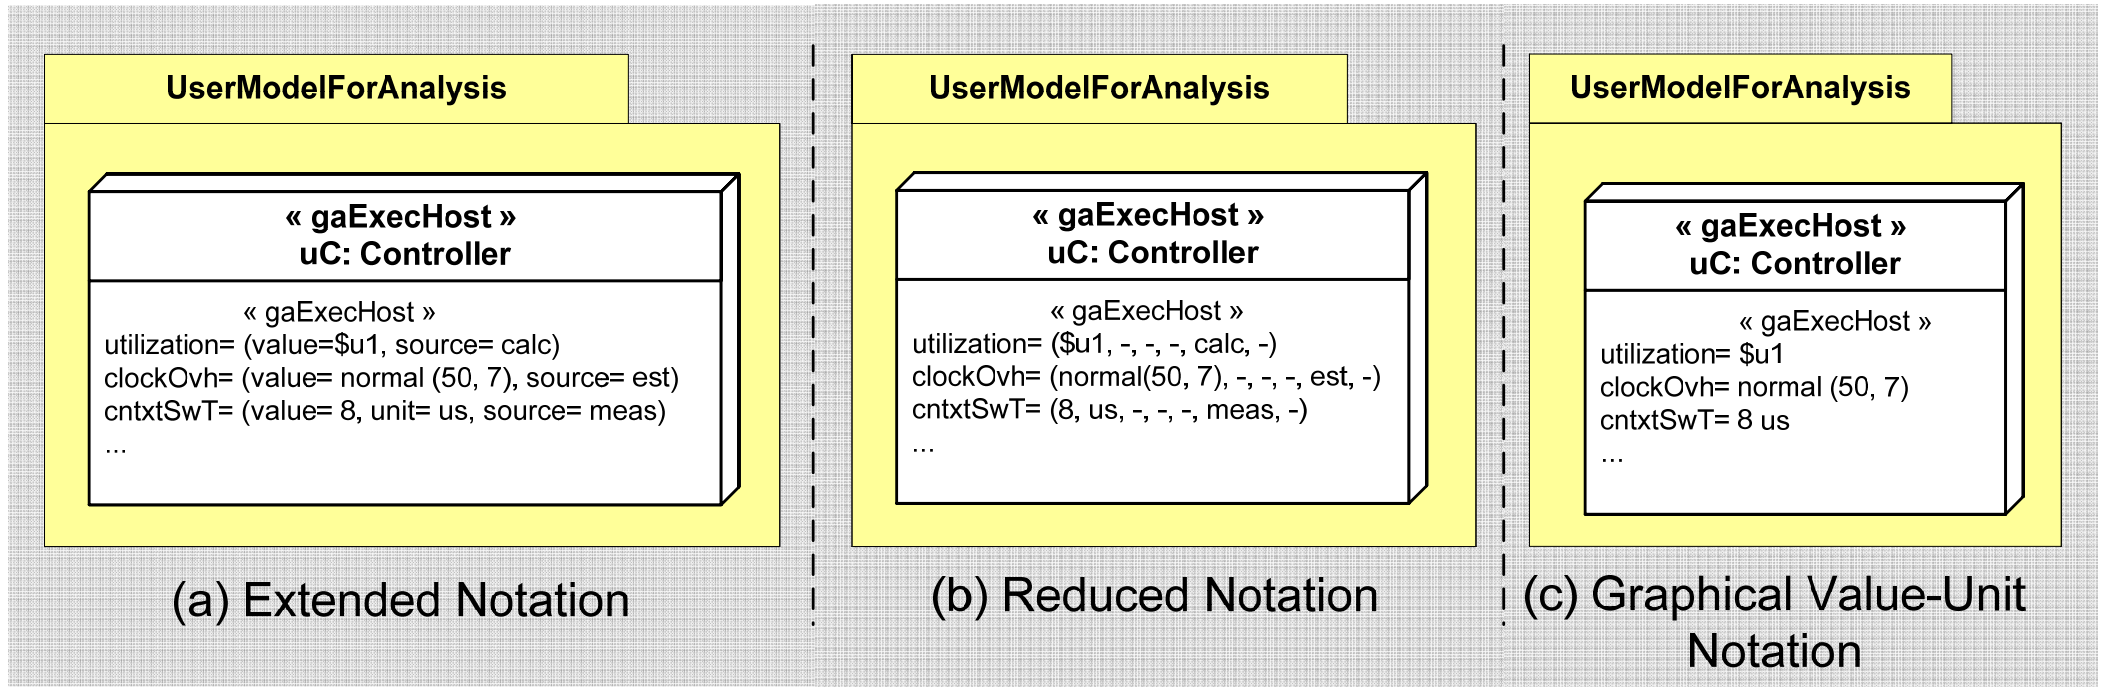 UserModelForAnalysis
« gaExecHost »
uC: Controller
« gaExecHost »
utilization= (value=$u1, source= calc)
clockOvh= (value= normal (50, 7), source= est)
cntxtSwT= (value= 8, unit= us, source= meas)
...
(a) Extended Notation
UserModelForAnalysis
« gaExecHost »
uC: Controller
« gaExecHost »
utilization= ($u1, -, -, -, calc, -)
clockOvh= (normal(50, 7), -, -, -, est, -)
cntxtSwT= (8, us, -, -, -, meas, -)
...
(b) Reduced Notation
UserModelForAnalysis
« gaExecHost »
uC: Controller
« gaExecHost »
utilization= $u1
clockOvh= normal (50, 7)
cntxtSwT= 8 us
...
(c) Graphical Value-Unit
Notation